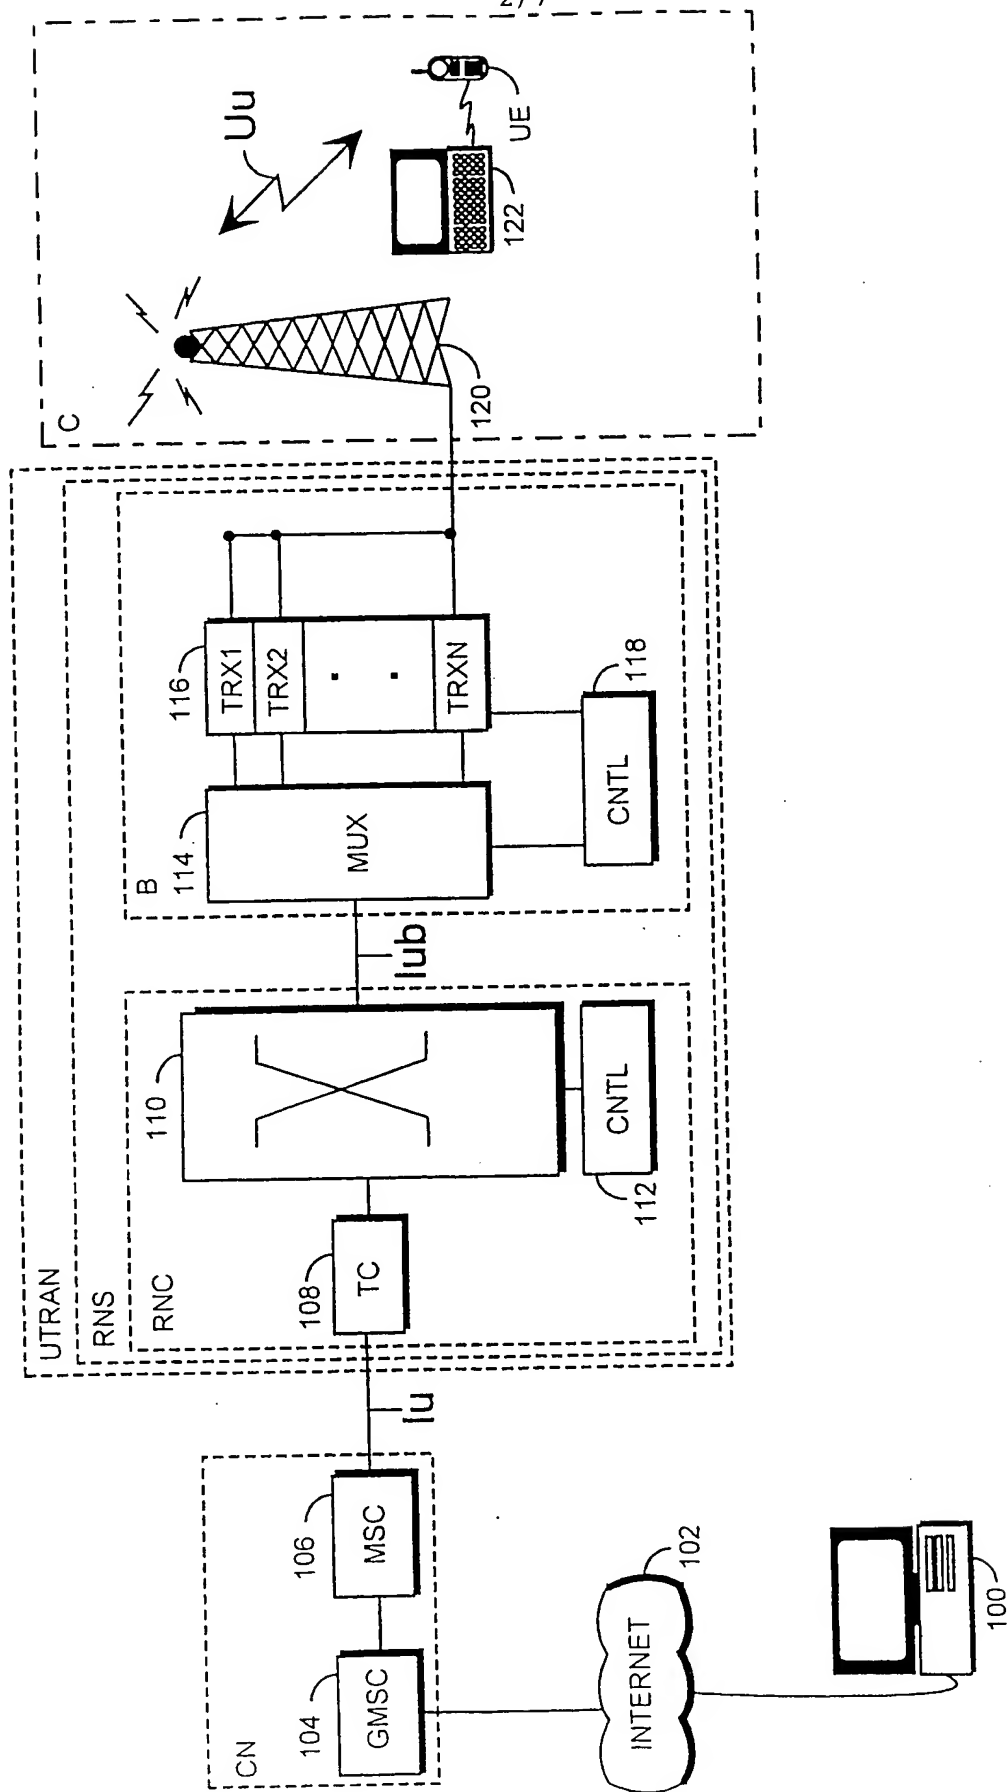 2/7
UTRAN
RNS
RNC
B
C
Uu
CN
104
GMSC
106
MSC
Iu
108
TC
110
112
CNTL
Iub
114
MUX
116
TRX1
TRX2
TRXN
118
CNTL
120
122
UE
INTERNET
102
100